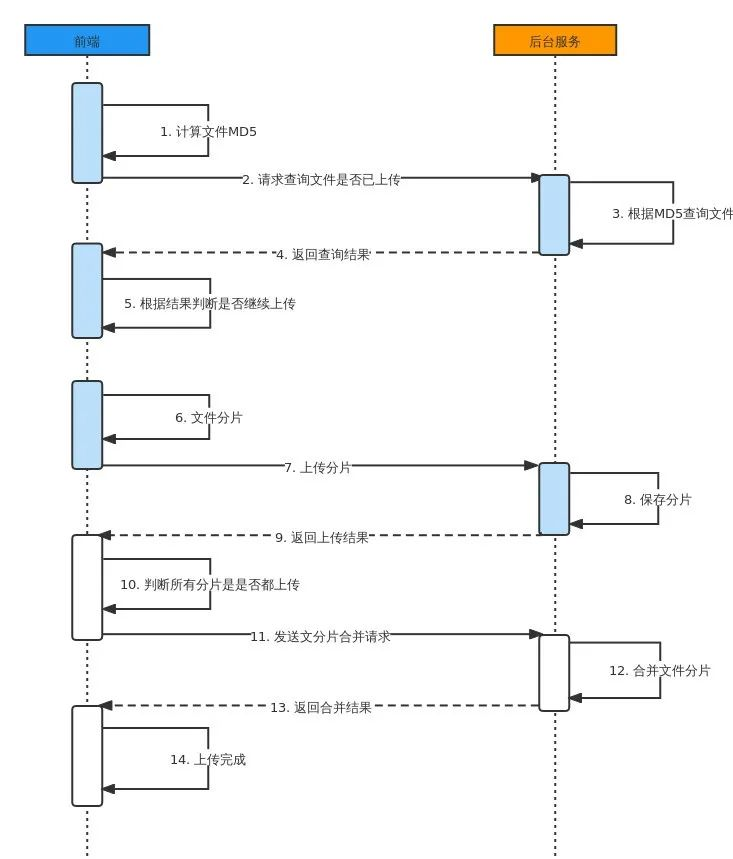 前端
后台服务
1. 计算文件MD5
2. 请求查询文件是否已上传
3. 根据MD5查询文件
4. 返回查询结果
5. 根据结果判断是否继续上传
6. 文件分片
7. 上传分片
8. 保存分片
9. 返回上传结果
10. 判断所有分片是是否都上传
11. 发送文分片合并请求
12. 合并文件分片
13. 返回合并结果
14. 上传完成